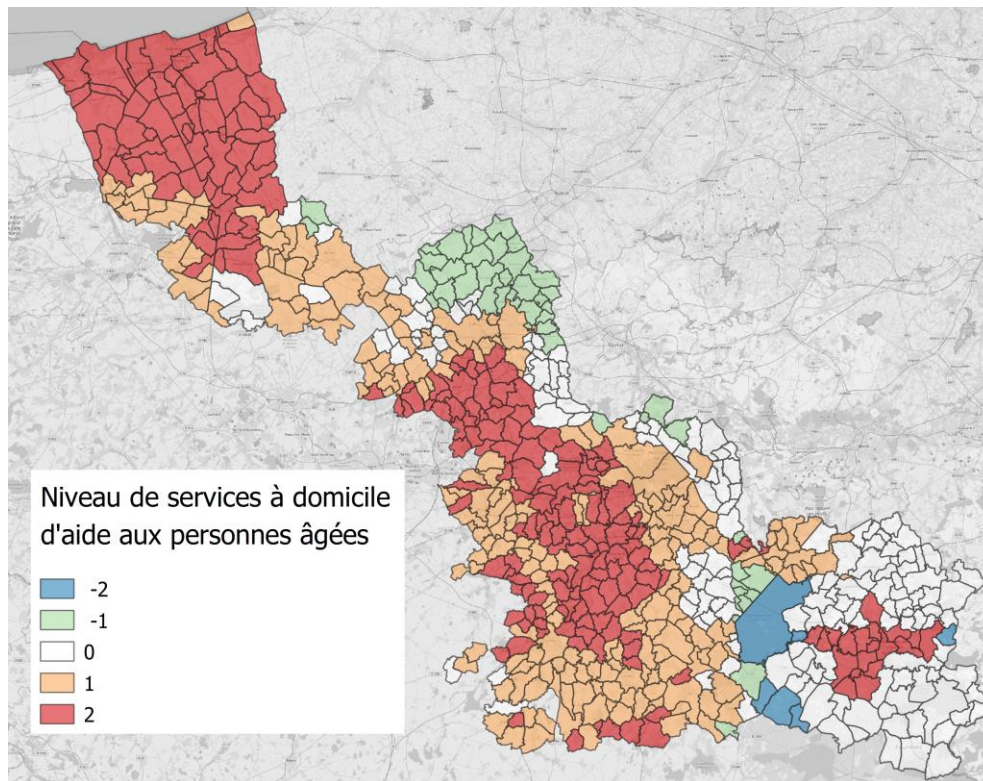 Niveau de services à domicile
d'aide aux personnes âgées
-2
-1
0
1
2